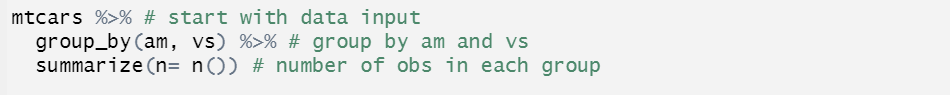 mtcars %>% # start with data input
  group_by(am, vs) %>% # group by am and vs
  summarize(n= n()) # number of obs in each group